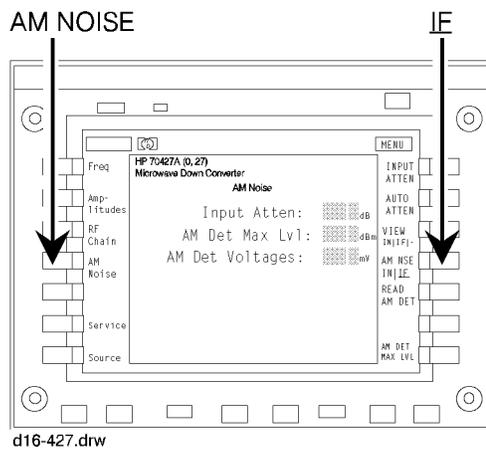 AM NOISE
IF
MENU
Freq
Amp-
litudes
RF
Chain
AM
Noise
Service
Source
HP 70427A (0, 27)
Microwave Down Converter
AM Noise
Input Atten: dB
AM Det Max Lvl: dBm
AM Det Voltages: mV
INPUT
ATTEN
AUTO
ATTEN
VIEW
IN|IF|-
AM NSE
IN|IF
READ
AM DET
AM DET
MAX LVL
d16-427.drw